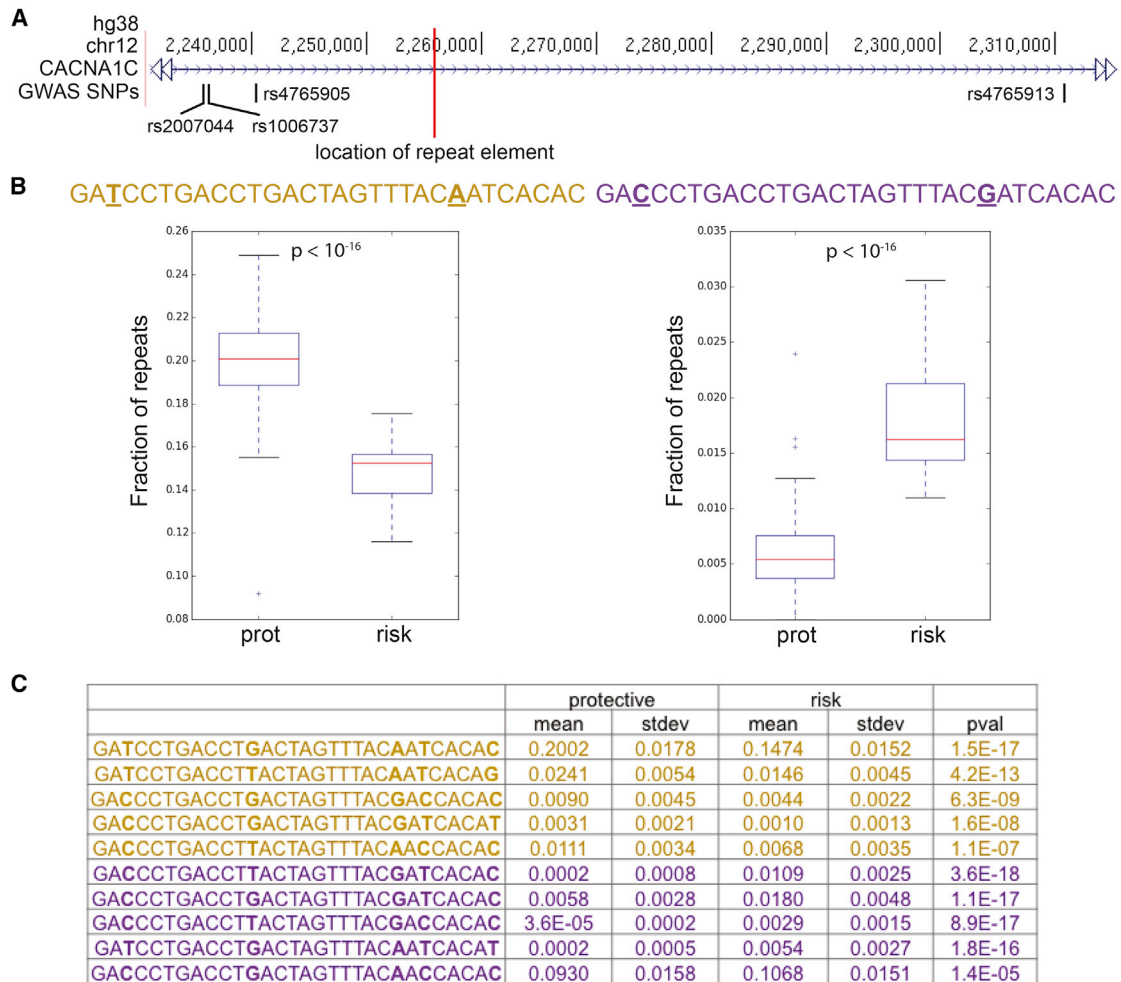 A
hg38
chr12 2,240,000 2,250,000 2,260,000 2,270,000 2,280,000 2,290,000 2,300,000 2,310,000
CACNA1C
GWAS SNPs rs4765905 rs4765913
rs2007044 rs1006737
location of repeat element
B
GATCCTGACCTGACTAGTTTACAATCACAC GACCCTGACCTGACTAGTTTACGATCACAC
Fraction of repeats
0.26
0.24
0.22
0.20
0.18
0.16
0.14
0.12
0.10
0.08
p < 10-16
prot risk
Fraction of repeats
0.035
0.030
0.025
0.020
0.015
0.010
0.005
0.000
p < 10-16
prot risk
C
protective risk
mean stdev mean stdev pval
GATCCTGACCTGACTAGTTTACAATCACAC 0.2002 0.0178 0.1474 0.0152 1.5E-17
GATCCTGACCTTACTAGTTTACAATCACAG 0.0241 0.0054 0.0146 0.0045 4.2E-13
GACCCTGACCTGACTAGTTTACGACCACAC 0.0090 0.0045 0.0044 0.0022 6.3E-09
GACCCTGACCTGACTAGTTTACGATCACAT 0.0031 0.0021 0.0010 0.0013 1.6E-08
GACCCTGACCTTACTAGTTTACAACCACAC 0.0111 0.0034 0.0068 0.0035 1.1E-07
GACCCTGACCTTACTAGTTTACGATCACAC 0.0002 0.0008 0.0109 0.0025 3.6E-18
GACCCTGACCTGACTAGTTTACGATCACAC 0.0058 0.0028 0.0180 0.0048 1.1E-17
GACCCTGACCTTACTAGTTTACGACCACAC 3.6E-05 0.0002 0.0029 0.0015 8.9E-17
GATCCTGACCTGACTAGTTTACAATCACAT 0.0002 0.0005 0.0054 0.0027 1.8E-16
GACCCTGACCTGACTAGTTTACAACCACAC 0.0930 0.0158 0.1068 0.0151 1.4E-05